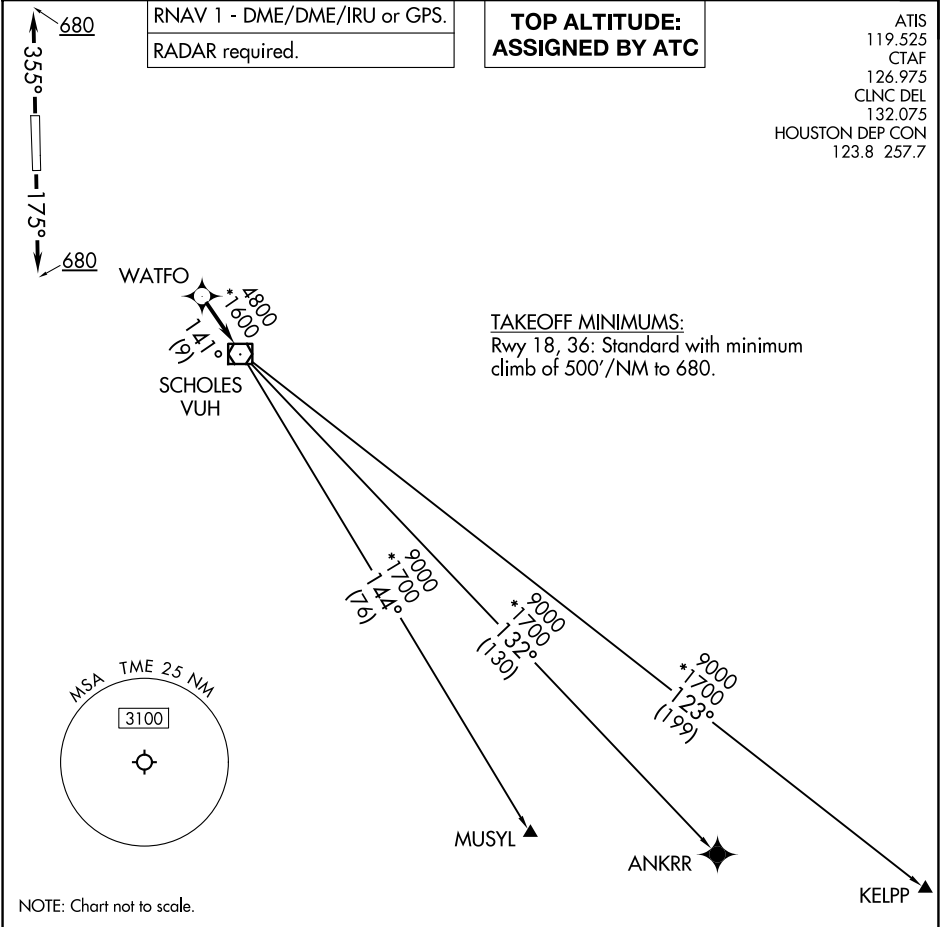 RNAV 1 - DME/DME/IRU or GPS.
RADAR required.
TOP ALTITUDE:
ASSIGNED BY ATC
ATIS
119.525
CTAF
126.975
CLNC DEL
132.075
HOUSTON DEP CON
123.8 257.7
680
355°
175°
680
WATFO
4800
*1600
141°
(9)
SCHOLES
VUH
TAKEOFF MINIMUMS:
Rwy 18, 36: Standard with minimum
climb of 500'/NM to 680.
9000
*1700
144°
(76)
9000
*1700
132°
(130)
9000
*1700
123°
(199)
MSA TME 25 NM
3100
MUSYL
ANKRR
KELPP
NOTE: Chart not to scale.